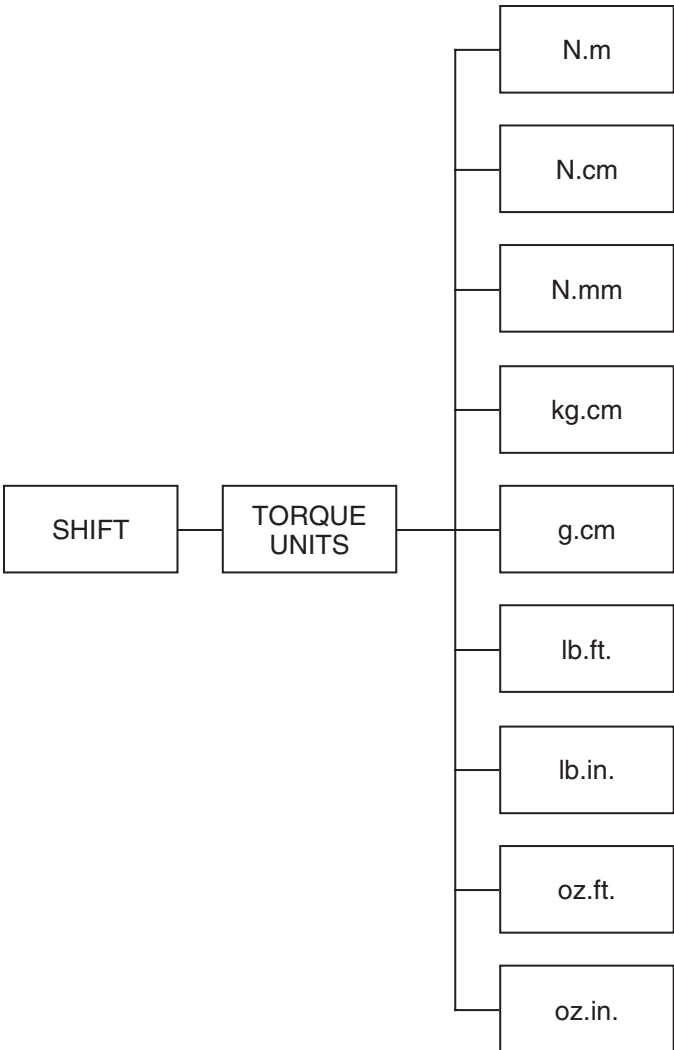 N.m
N.cm
N.mm
kg.cm
SHIFT
TORQUE
UNITS
g.cm
lb.ft.
lb.in.
oz.ft.
oz.in.